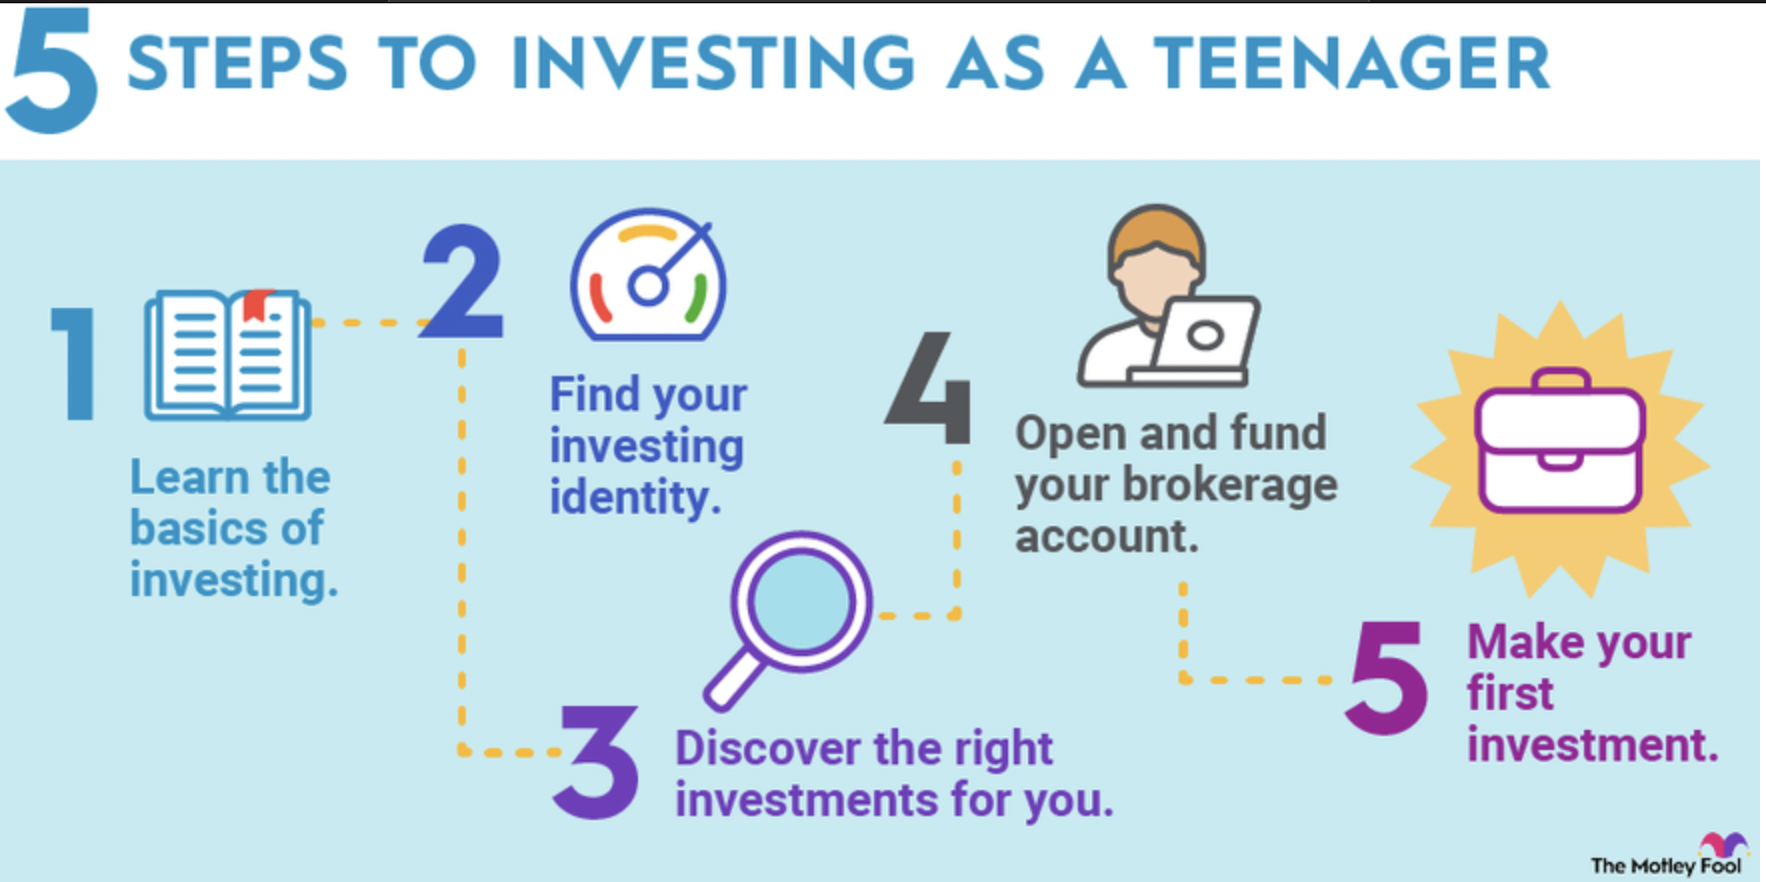 5 STEPS TO INVESTING AS A TEENAGER
1
Learn the
basics of
investing.
2
Find your
investing
identity.
3
Discover the right
investments for you.
4
Open and fund
your brokerage
account.
5
Make your
first
investment.
The Motley Fool